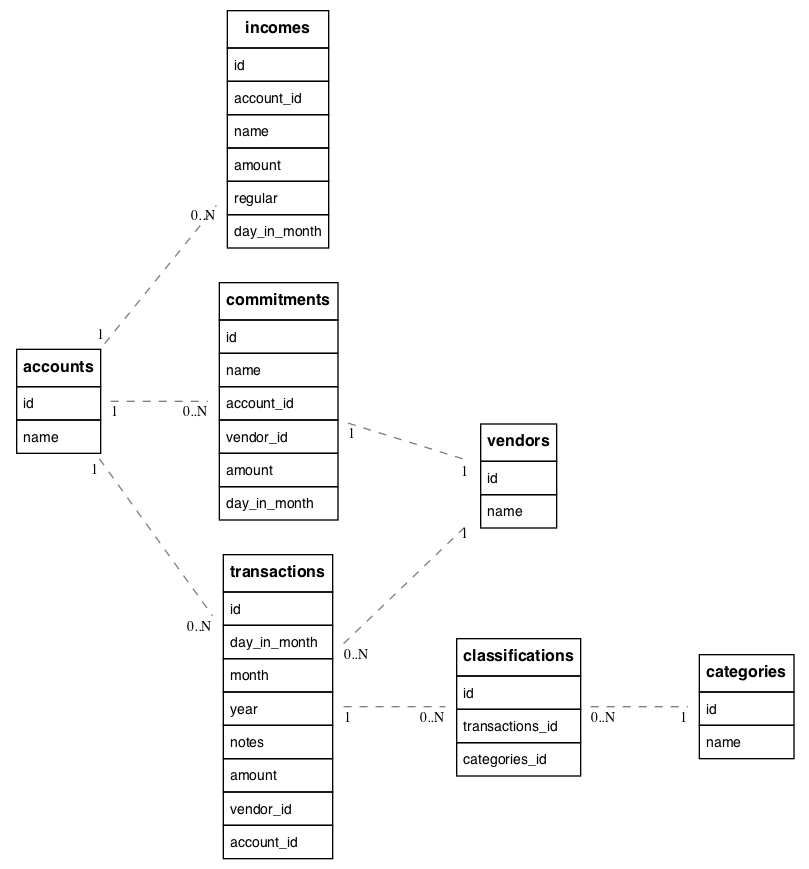 incomes
id
account_id
name
amount
regular
day_in_month
0..N
1
accounts
id
name
1
0..N
1
0..N
commitments
id
name
account_id
vendor_id
amount
day_in_month
1
1
vendors
id
name
1
0..N
transactions
id
day_in_month
month
year
notes
amount
vendor_id
account_id
1
0..N
classifications
id
transactions_id
categories_id
0..N
1
categories
id
name